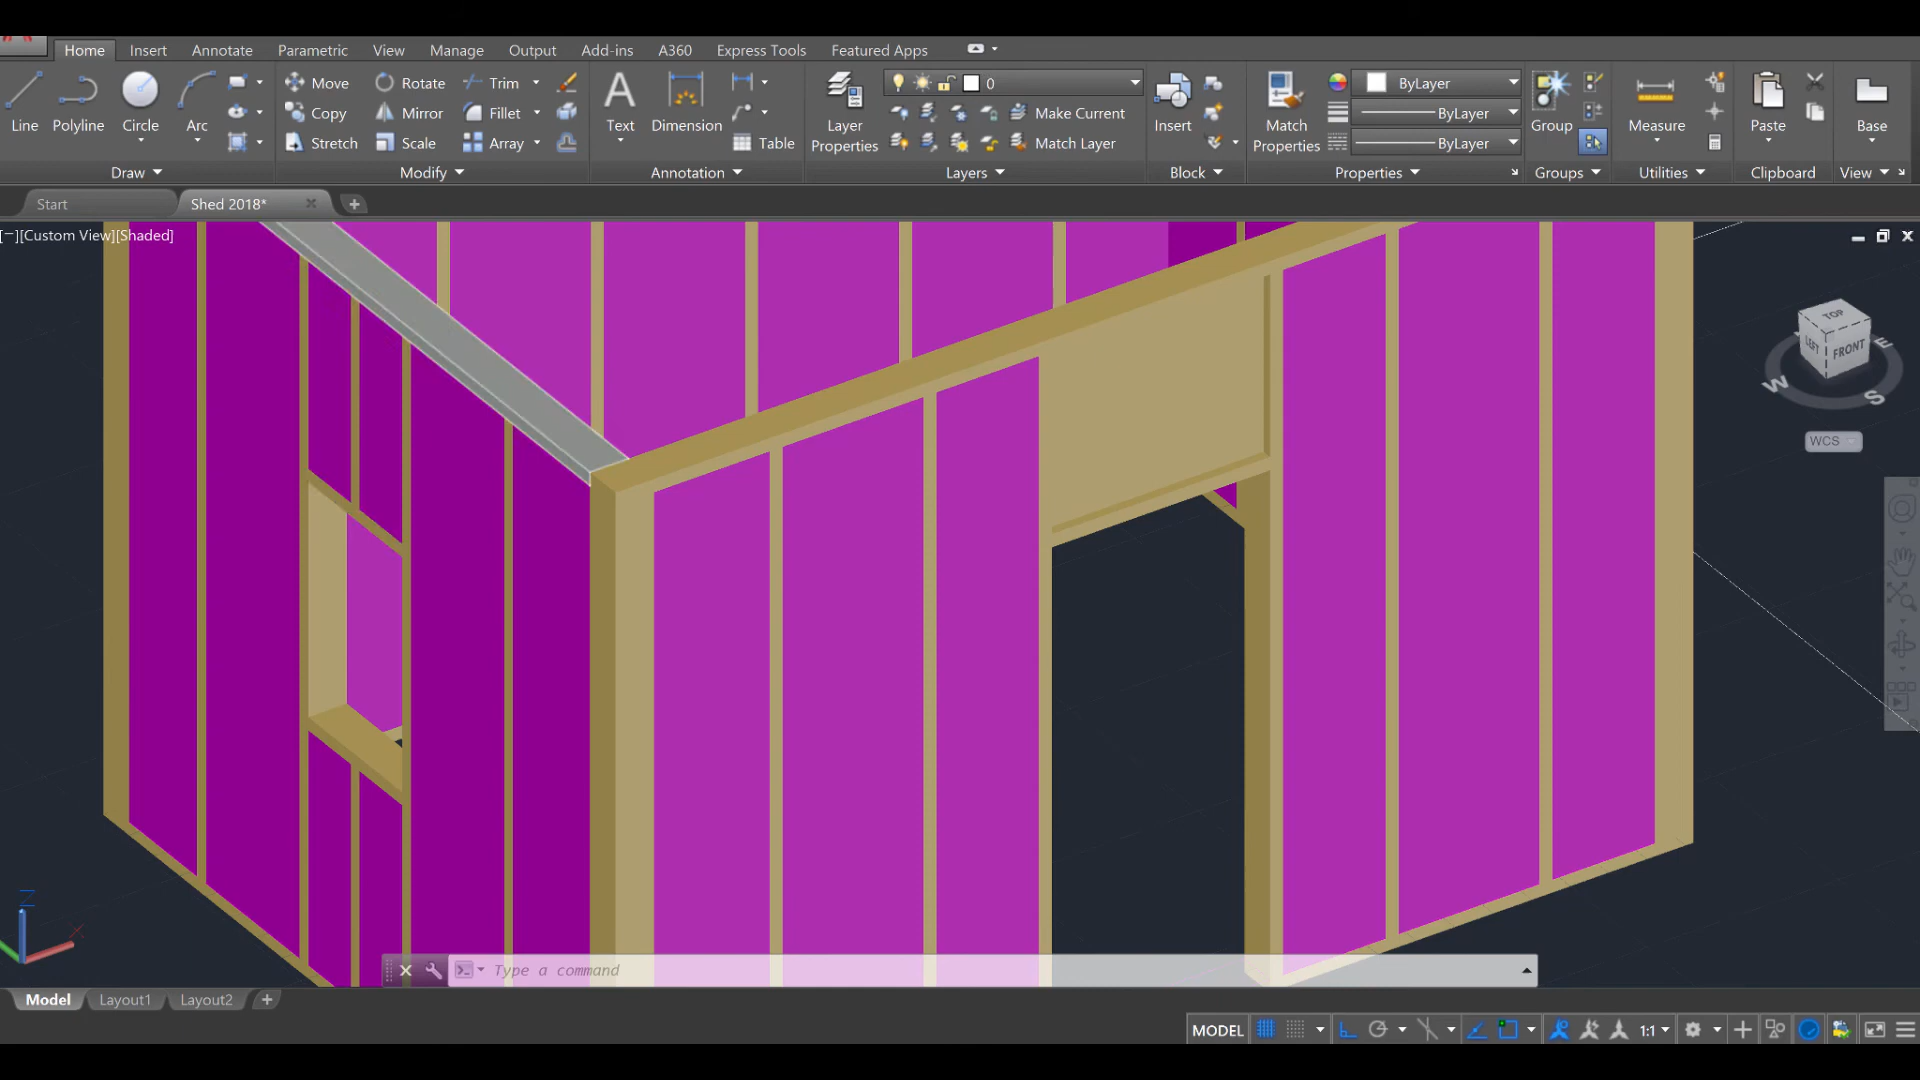 Home Insert Annotate Parametric View Manage Output Add-ins A360 Express Tools Featured Apps
Line Polyline Circle Arc
Move Rotate Trim
Copy Mirror Fillet
Stretch Scale Array
Text Dimension Table
Layer Properties
0
Make Current
Match Layer
Insert
Match Properties
ByLayer
ByLayer
ByLayer
Group Measure Paste Base
Draw Modify Annotation Layers Block Properties Groups Utilities Clipboard View
Start Shed 2018*
[−][Custom View][Shaded]
TOP
LEFT FRONT
W S E
WCS
Z
X
Type a command
Model Layout1 Layout2
MODEL 1:1